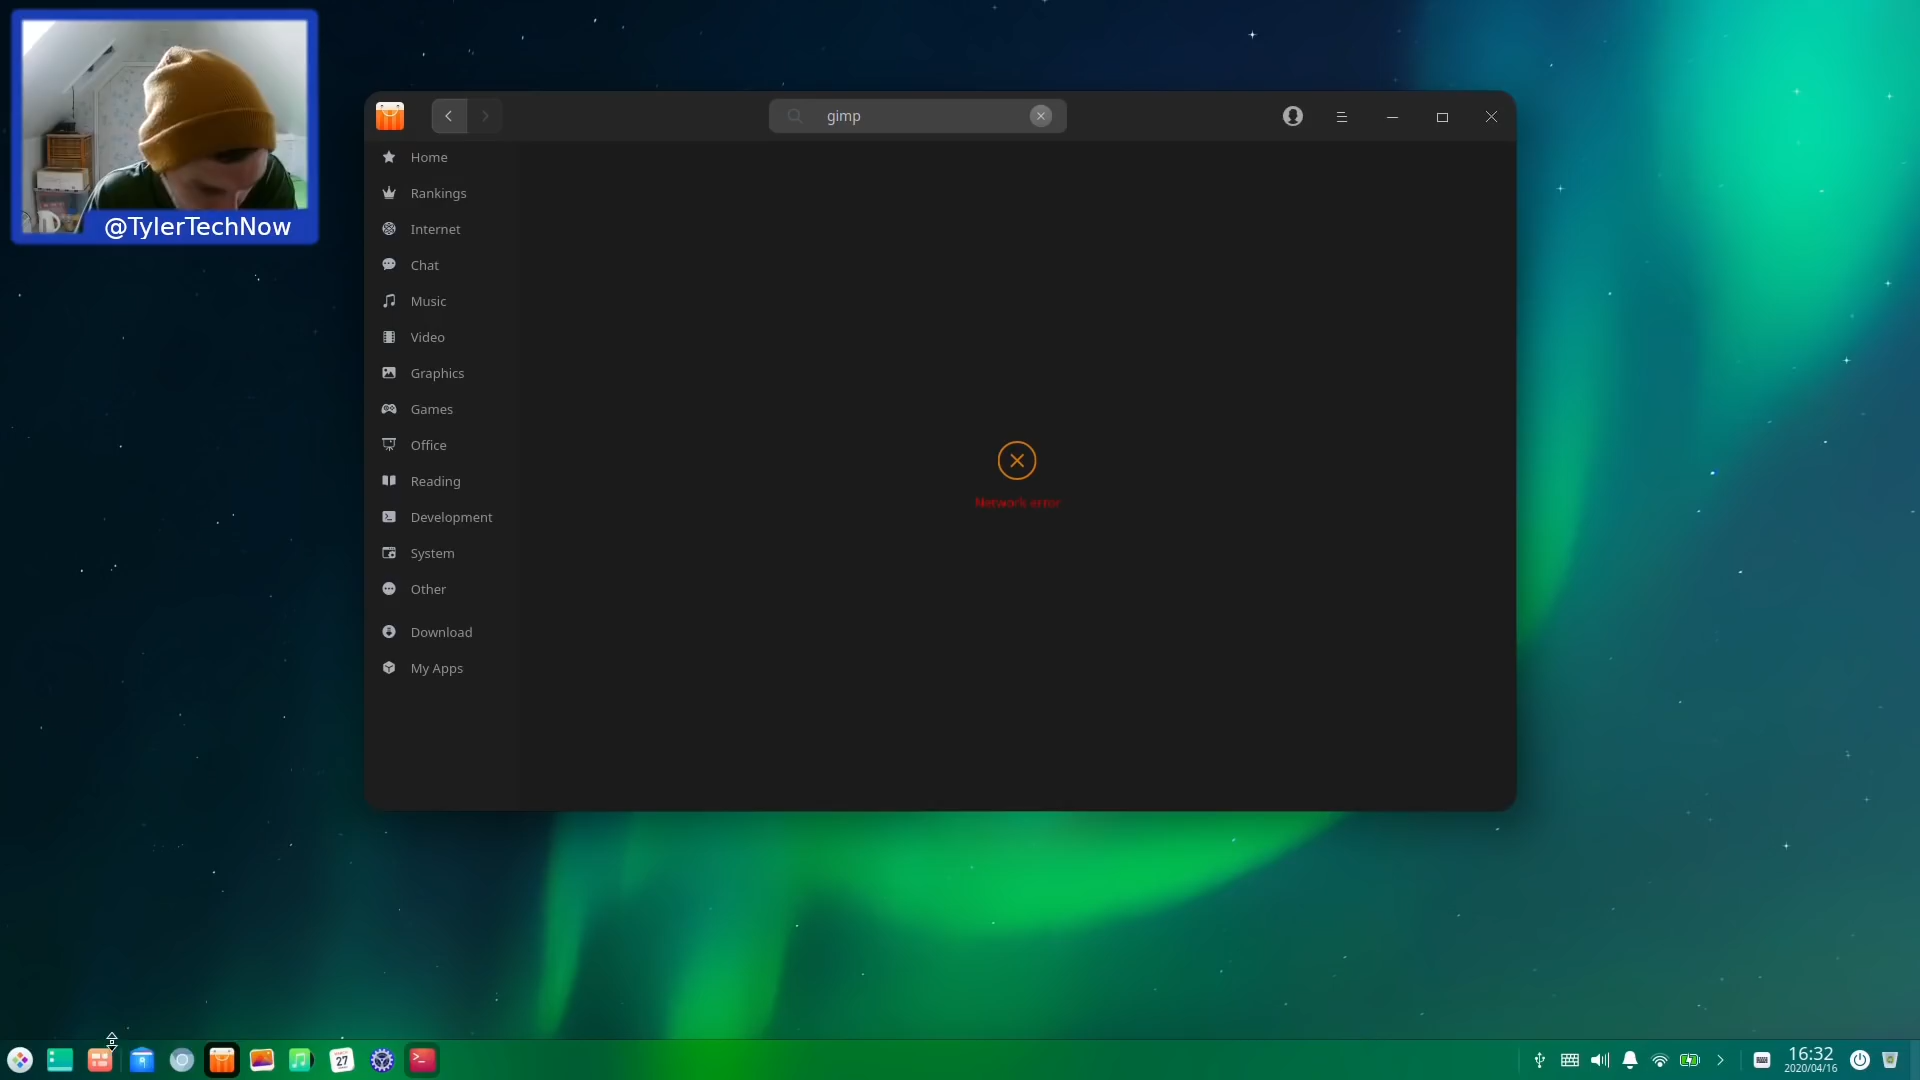 @TylerTechNow
gimp
Home
Rankings
Internet
Chat
Music
Video
Graphics
Games
Office
Reading
Development
System
Other
Download
My Apps
Network error
27
16:32
2020/04/16